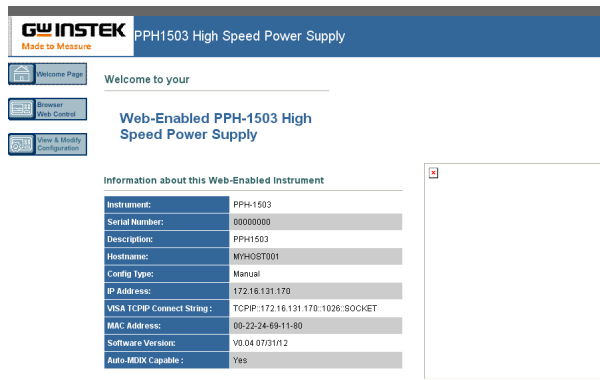 GWINSTEK
Made to Measure
PPH1503 High Speed Power Supply
Welcome Page
Browser
Web Control
View & Modify
Configuration
Welcome to your
Web-Enabled PPH-1503 High
Speed Power Supply
Information about this Web-Enabled Instrument
Instrument: PPH-1503
Serial Number: 00000000
Description: PPH1503
Hostname: MYHOST001
Config Type: Manual
IP Address: 172.16.131.170
VISA TCPIP Connect String : TCPIP::172.16.131.170::1026::SOCKET
MAC Address: 00-22-24-69-11-80
Software Version: V0.04 07/31/12
Auto-MDIX Capable : Yes